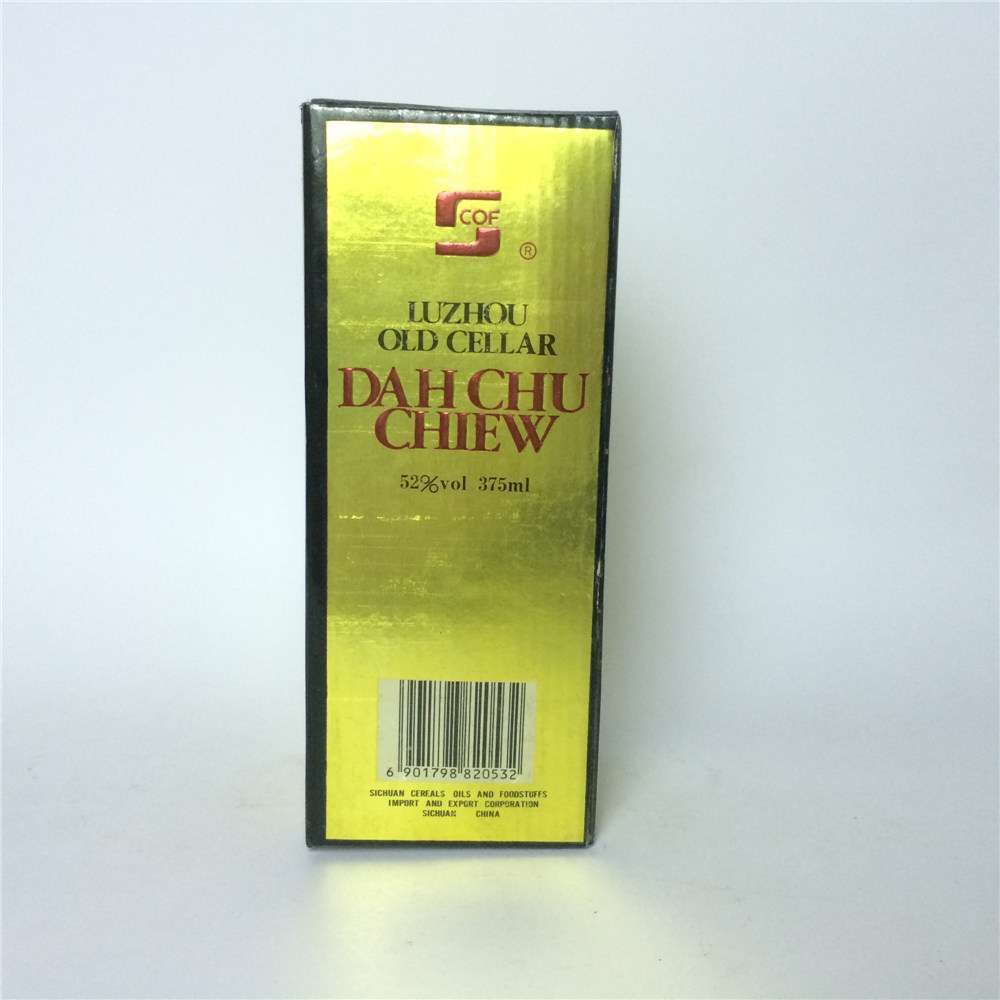 SCOF
®
LUZHOU
OLD CELLAR
DAH CHU
CHIEW
52%vol 375ml
6 901798 820532
SICHUAN CEREALS OILS AND FOODSTUFFS
IMPORT AND EXPORT CORPORATION
SICHUAN CHINA